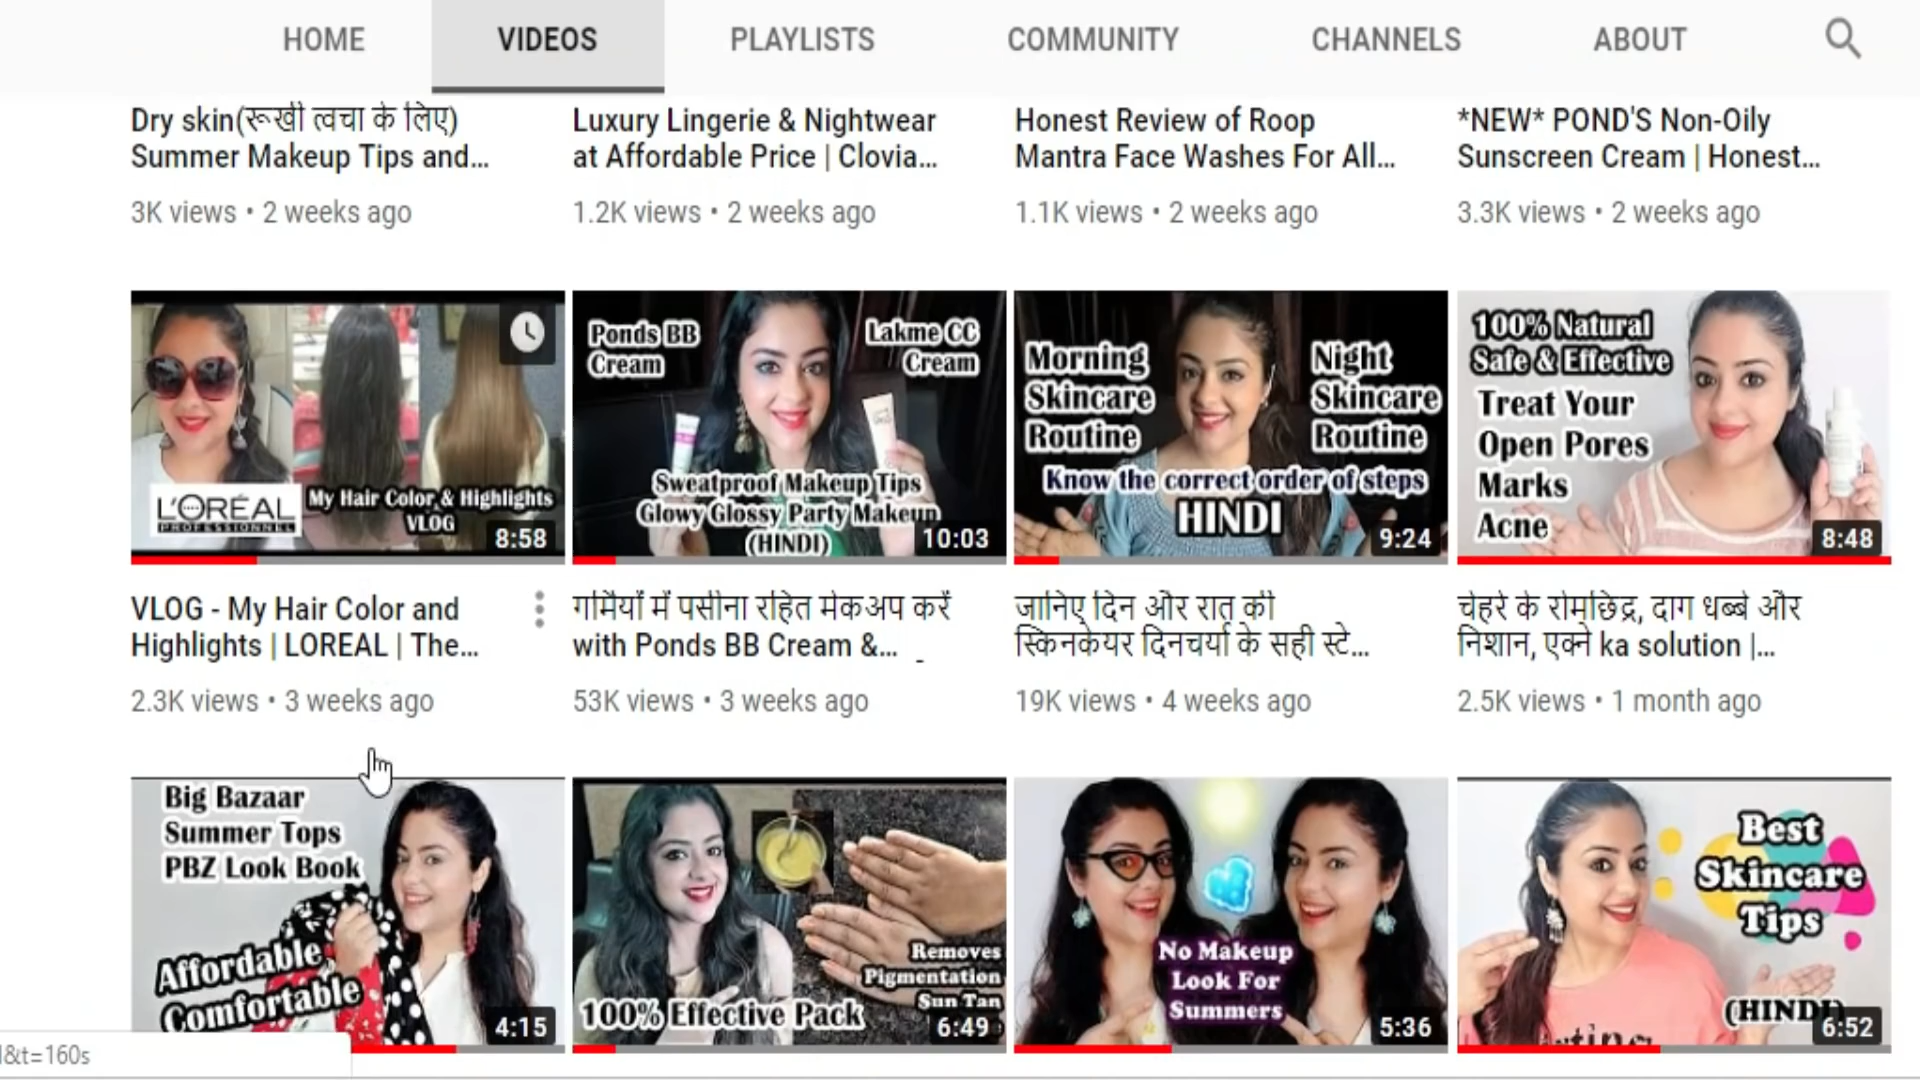 HOME VIDEOS PLAYLISTS COMMUNITY CHANNELS ABOUT
Dry skin(रूखी त्वचा के लिए)
Summer Makeup Tips and...
3K views • 2 weeks ago
Luxury Lingerie & Nightwear
at Affordable Price | Clovia...
1.2K views • 2 weeks ago
Honest Review of Roop
Mantra Face Washes For All...
1.1K views • 2 weeks ago
*NEW* POND'S Non-Oily
Sunscreen Cream | Honest...
3.3K views • 2 weeks ago
L'ORÉAL
PROFESSIONNEL
My Hair Color & Highlights
VLOG
8:58
VLOG - My Hair Color and
Highlights | LOREAL | The...
2.3K views • 3 weeks ago
Ponds BB
Cream
Lakme CC
Cream
Sweatproof Makeup Tips
Glowy Glossy Party Makeup
(HINDI)
10:03
गर्मियों में पसीना रहित मेकअप करें
with Ponds BB Cream &...
53K views • 3 weeks ago
Morning
Skincare
Routine
Night
Skincare
Routine
Know the correct order of steps
HINDI
9:24
जानिए दिन और रात की
स्किनकेयर दिनचर्या के सही स्टे...
19K views • 4 weeks ago
100% Natural
Safe & Effective
Treat Your
Open Pores
Marks
Acne
8:48
चेहरे के रोमछिद्र, दाग धब्बे और
निशान, एक्ने ka solution |...
2.5K views • 1 month ago
Big Bazaar
Summer Tops
PBZ Look Book
Affordable
Comfortable
4:15
100% Effective Pack
Removes
Pigmentation
Sun Tan
6:49
No Makeup
Look For
Summers
5:36
Best
Skincare
Tips
(HINDI)
6:52
&t=160s